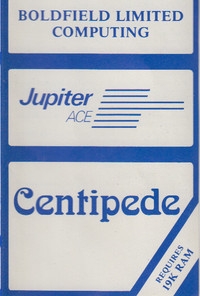 BOLDFIELD LIMITED
COMPUTING
Jupiter
ACE
Centipede
REQUIRES
19K RAM